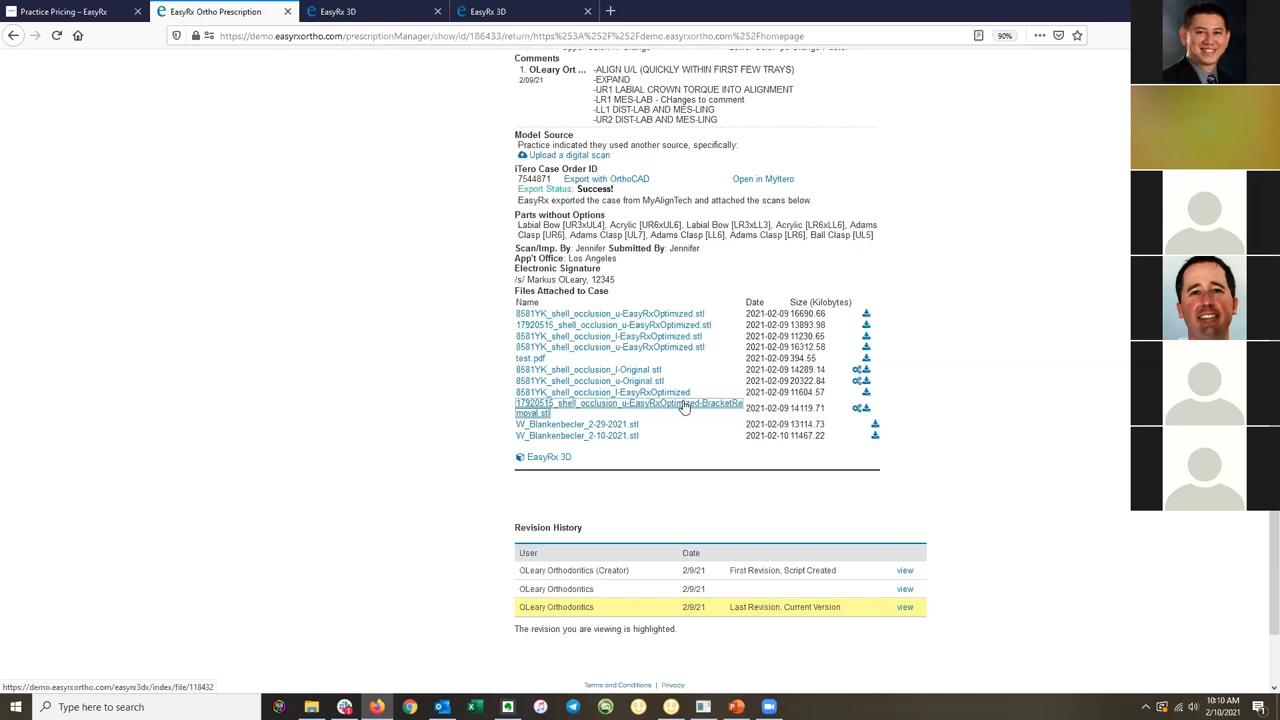 Practice Pricing – EasyRx
EasyRx Ortho Prescription
EasyRx 3D
EasyRx 3D
https://demo.easyrxortho.com/prescriptionManager/show/id/186433/return/https%253A%252F%252Fdemo.easyrxortho.com%252Fhomepage
90%
Comments
1. OLeary Ort ...
2/09/21
-ALIGN U/L (QUICKLY WITHIN FIRST FEW TRAYS)
-EXPAND
-UR1 LABIAL CROWN TORQUE INTO ALIGNMENT
-LR1 MES-LAB - CHanges to comment
-LL1 DIST-LAB AND MES-LING
-UR2 DIST-LAB AND MES-LING
Model Source
Practice indicated they used another source, specifically:
Upload a digital scan
iTero Case Order ID
7544871 Export with OrthoCAD Open in MyItero
Export Status: Success!
EasyRx exported the case from MyAlignTech and attached the scans below.
Parts without Options
Labial Bow [UR3xUL4], Acrylic [UR6xUL6], Labial Bow [LR3xLL3], Acrylic [LR6xLL6], Adams
Clasp [UR6], Adams Clasp [UL7], Adams Clasp [LL6], Adams Clasp [LR6], Ball Clasp [UL5]
Scan/Imp. By: Jennifer Submitted By: Jennifer
App't Office: Los Angeles
Electronic Signature
/s/ Markus OLeary, 12345
Files Attached to Case
Name Date Size (Kilobytes)
8581YK_shell_occlusion_u-EasyRxOptimized.stl 2021-02-09 16690.66
17920515_shell_occlusion_u-EasyRxOptimized.stl 2021-02-09 13893.98
8581YK_shell_occlusion_l-EasyRxOptimized.stl 2021-02-09 11230.65
8581YK_shell_occlusion_u-EasyRxOptimized.stl 2021-02-09 16312.58
test.pdf 2021-02-09 394.55
8581YK_shell_occlusion_l-Original.stl 2021-02-09 14289.14
8581YK_shell_occlusion_u-Original.stl 2021-02-09 20322.84
8581YK_shell_occlusion_l-EasyRxOptimized 2021-02-09 11604.57
17920515_shell_occlusion_u-EasyRxOptimized-BracketRe
moval.stl 2021-02-09 14119.71
W_Blankenbecler_2-29-2021.stl 2021-02-09 13114.73
W_Blankenbecler_2-10-2021.stl 2021-02-10 11467.22
EasyRx 3D
Revision History
User Date
OLeary Orthodontics (Creator) 2/9/21 First Revision, Script Created view
OLeary Orthodontics 2/9/21 view
OLeary Orthodontics 2/9/21 Last Revision, Current Version view
The revision you are viewing is highlighted.
Terms and Conditions | Privacy
https://demo.easyrxortho.com/easyrx3dx/index/file/118432
Type here to search
10:10 AM
2/10/2021